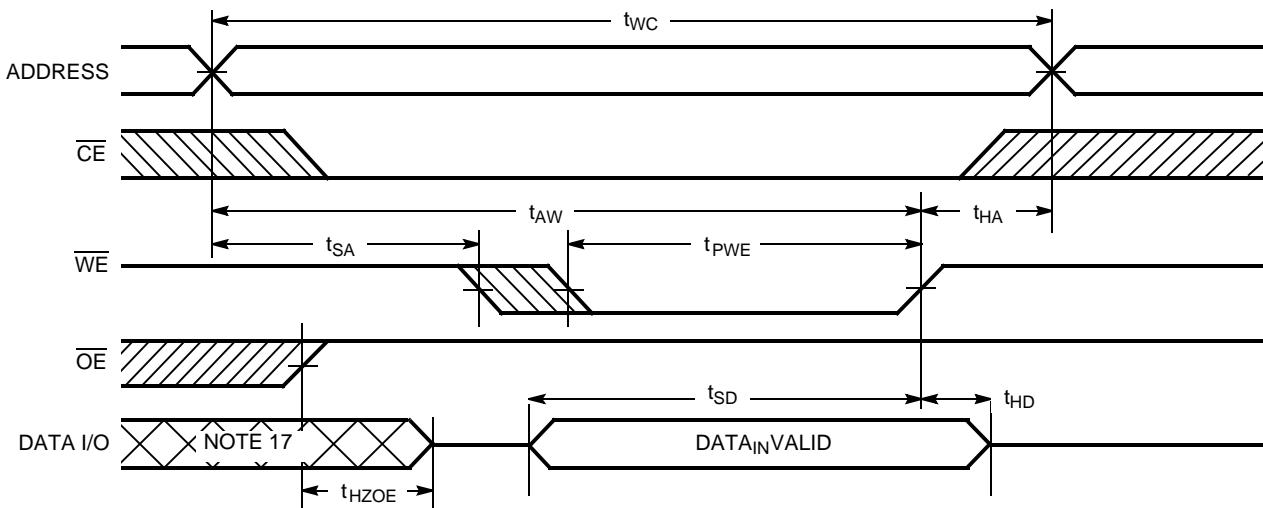 tWC
ADDRESS
CE
tAW
tHA
tSA
tPWE
WE
OE
tSD
tHD
DATA I/O
NOTE 17
DATAINVALID
tHZOE